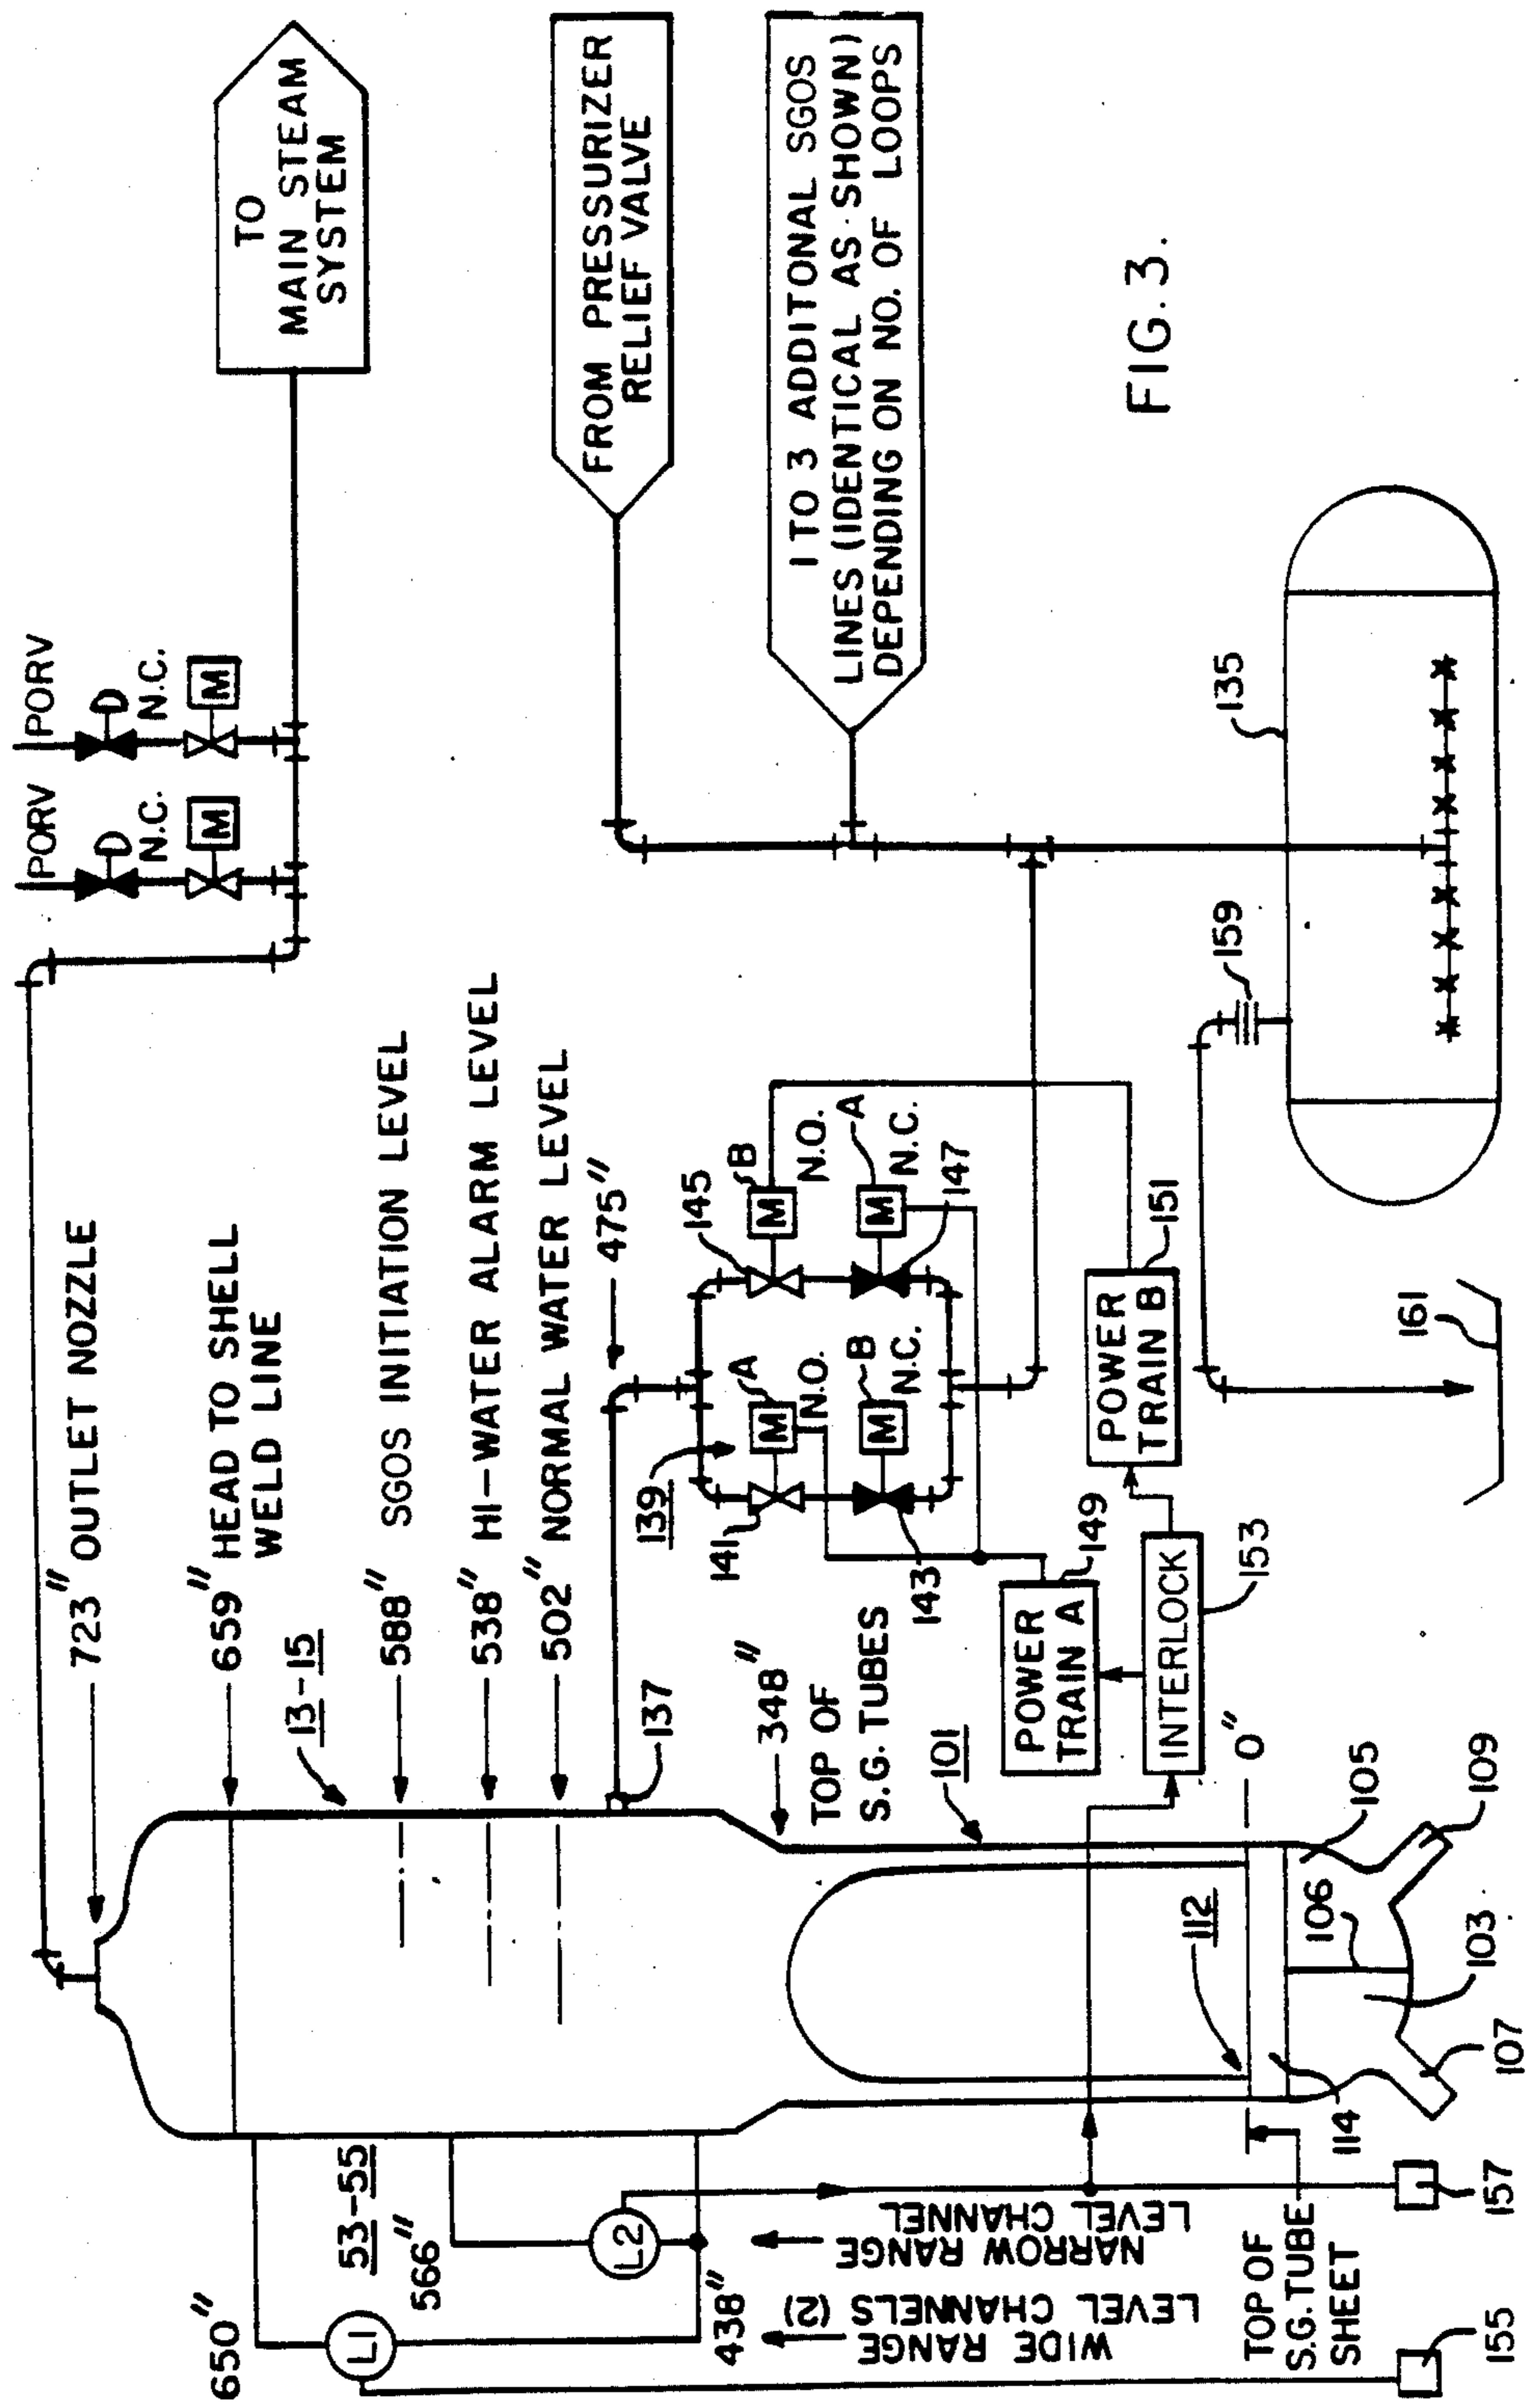 PORV
PORV
D
N.C.
M
D
N.C.
M
TO
MAIN STEAM
SYSTEM
FROM PRESSURIZER
RELIEF VALVE
1 TO 3 ADDITONAL SGOS
LINES (IDENTICAL AS SHOWN)
DEPENDING ON NO. OF LOOPS
723" OUTLET NOZZLE
659" HEAD TO SHELL
WELD LINE
13-15
588" SGOS INITIATION LEVEL
538" HI-WATER ALARM LEVEL
502" NORMAL WATER LEVEL
475"
137
139
141
M
A
N.O.
143
M
B
N.C.
145
M
B
N.O.
M
A
N.C.
147
348"
TOP OF
S.G. TUBES
101
POWER
TRAIN A
149
POWER
TRAIN B
151
INTERLOCK
153
0"
650"
53-55
566"
L1
L2
438"
WIDE RANGE
LEVEL CHANNELS (2)
NARROW RANGE
LEVEL CHANNEL
TOP OF
S.G. TUBE
SHEET
112
114
105
106
103
107
109
155
157
159
135
161
FIG. 3.